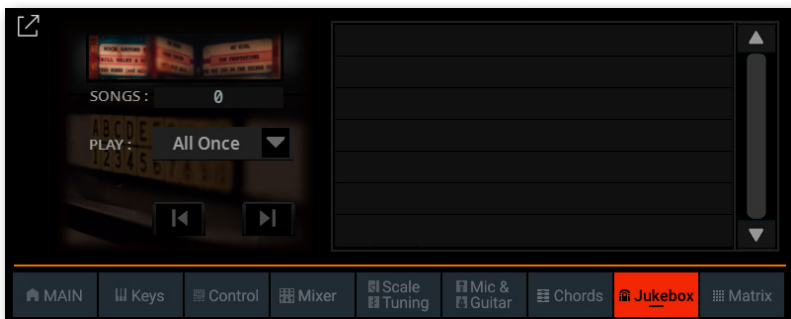 SONGS :
0
PLAY :
All Once
MAIN
Keys
Control
Mixer
Scale
Tuning
Mic &
Guitar
Chords
Jukebox
Matrix